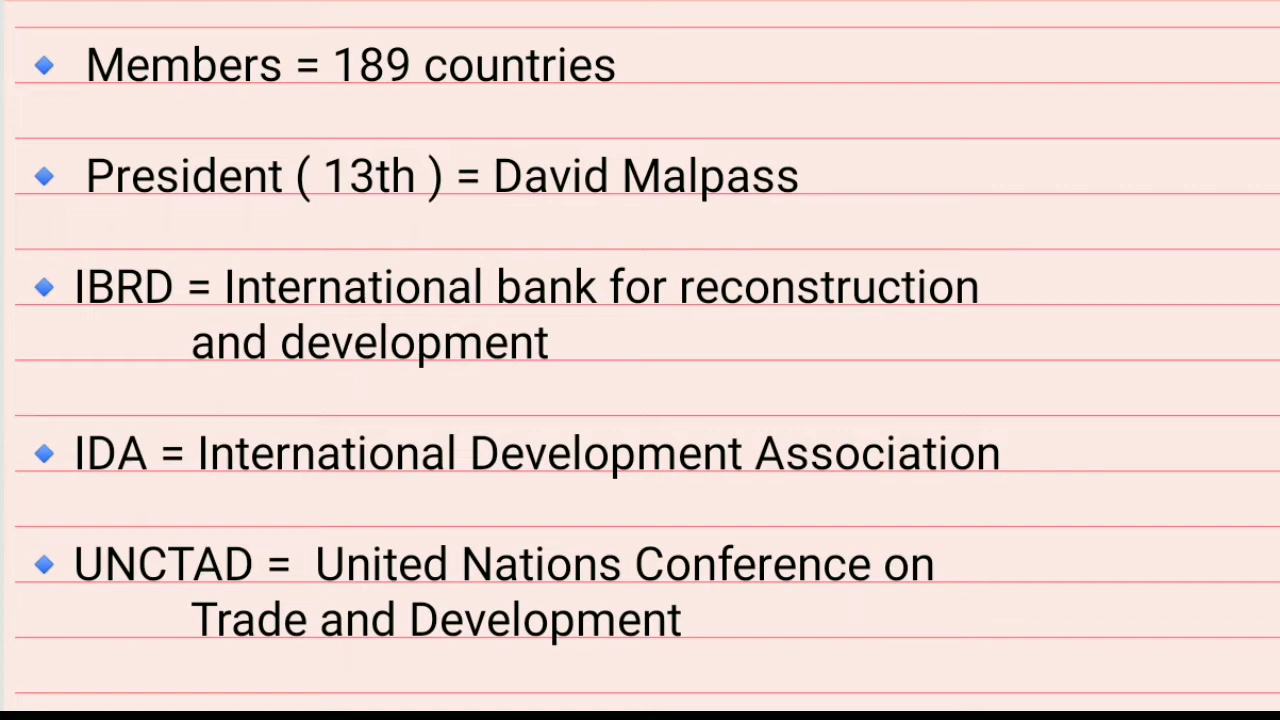 🔹 Members = 189 countries
🔹 President ( 13th ) = David Malpass
🔹 IBRD = International bank for reconstruction
and development
🔹 IDA = International Development Association
🔹 UNCTAD = United Nations Conference on
Trade and Development